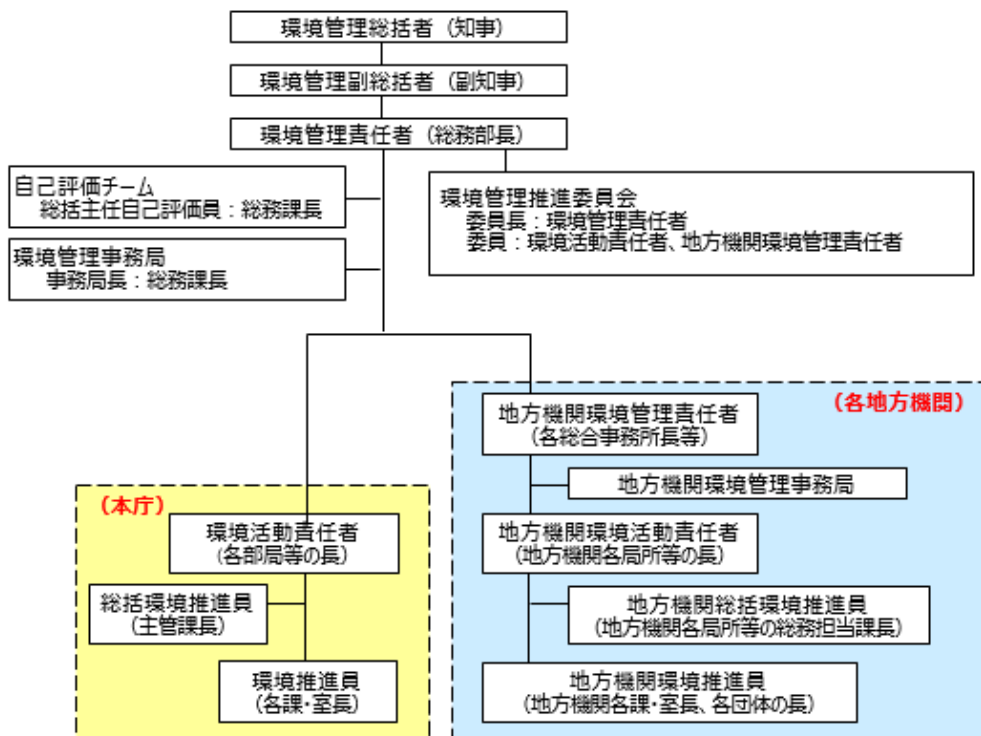 環境管理総括者（知事）
環境管理副総括者（副知事）
環境管理責任者（総務部長）
自己評価チーム
総括主任自己評価員：総務課長
環境管理推進委員会
委員長：環境管理責任者
委員：環境活動責任者、地方機関環境管理責任者
環境管理事務局
事務局長：総務課長
（各地方機関）
地方機関環境管理責任者
（各総合事務所長等）
地方機関環境管理事務局
（本庁）
環境活動責任者
（各部局等の長）
地方機関環境活動責任者
（地方機関各局所等の長）
総括環境推進員
（主管課長）
地方機関総括環境推進員
（地方機関各局所等の総務担当課長）
環境推進員
（各課・室長）
地方機関環境推進員
（地方機関各課・室長、各団体の長）